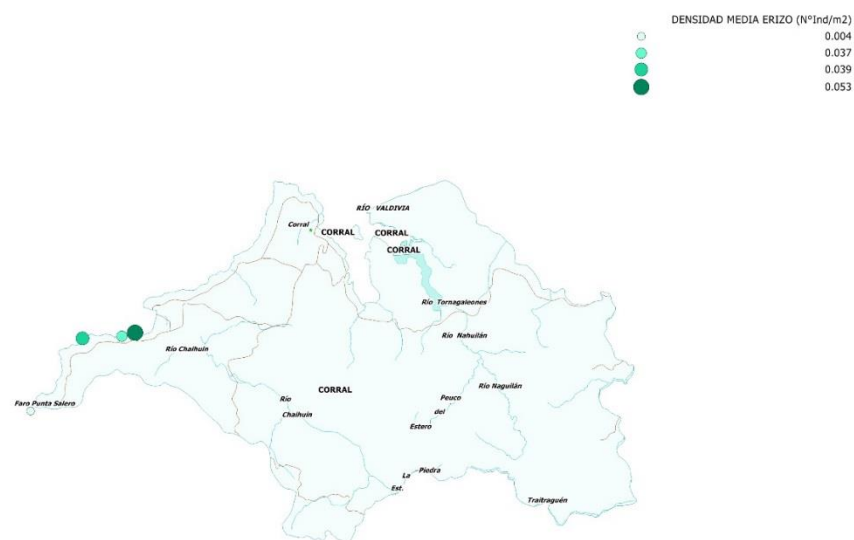 DENSIDAD MEDIA ERIZO (N°Ind/m2)
0.004
0.037
0.039
0.053
RÍO VALDIVIA
Corral
CORRAL
CORRAL
CORRAL
Río Tornagaleones
Río Nahuilán
Río Chaihuin
Río Naguilán
CORRAL
Río
Chaihuin
Peuco
del
Estero
Faro Punta Salero
La Piedra
Est.
Traitraguén